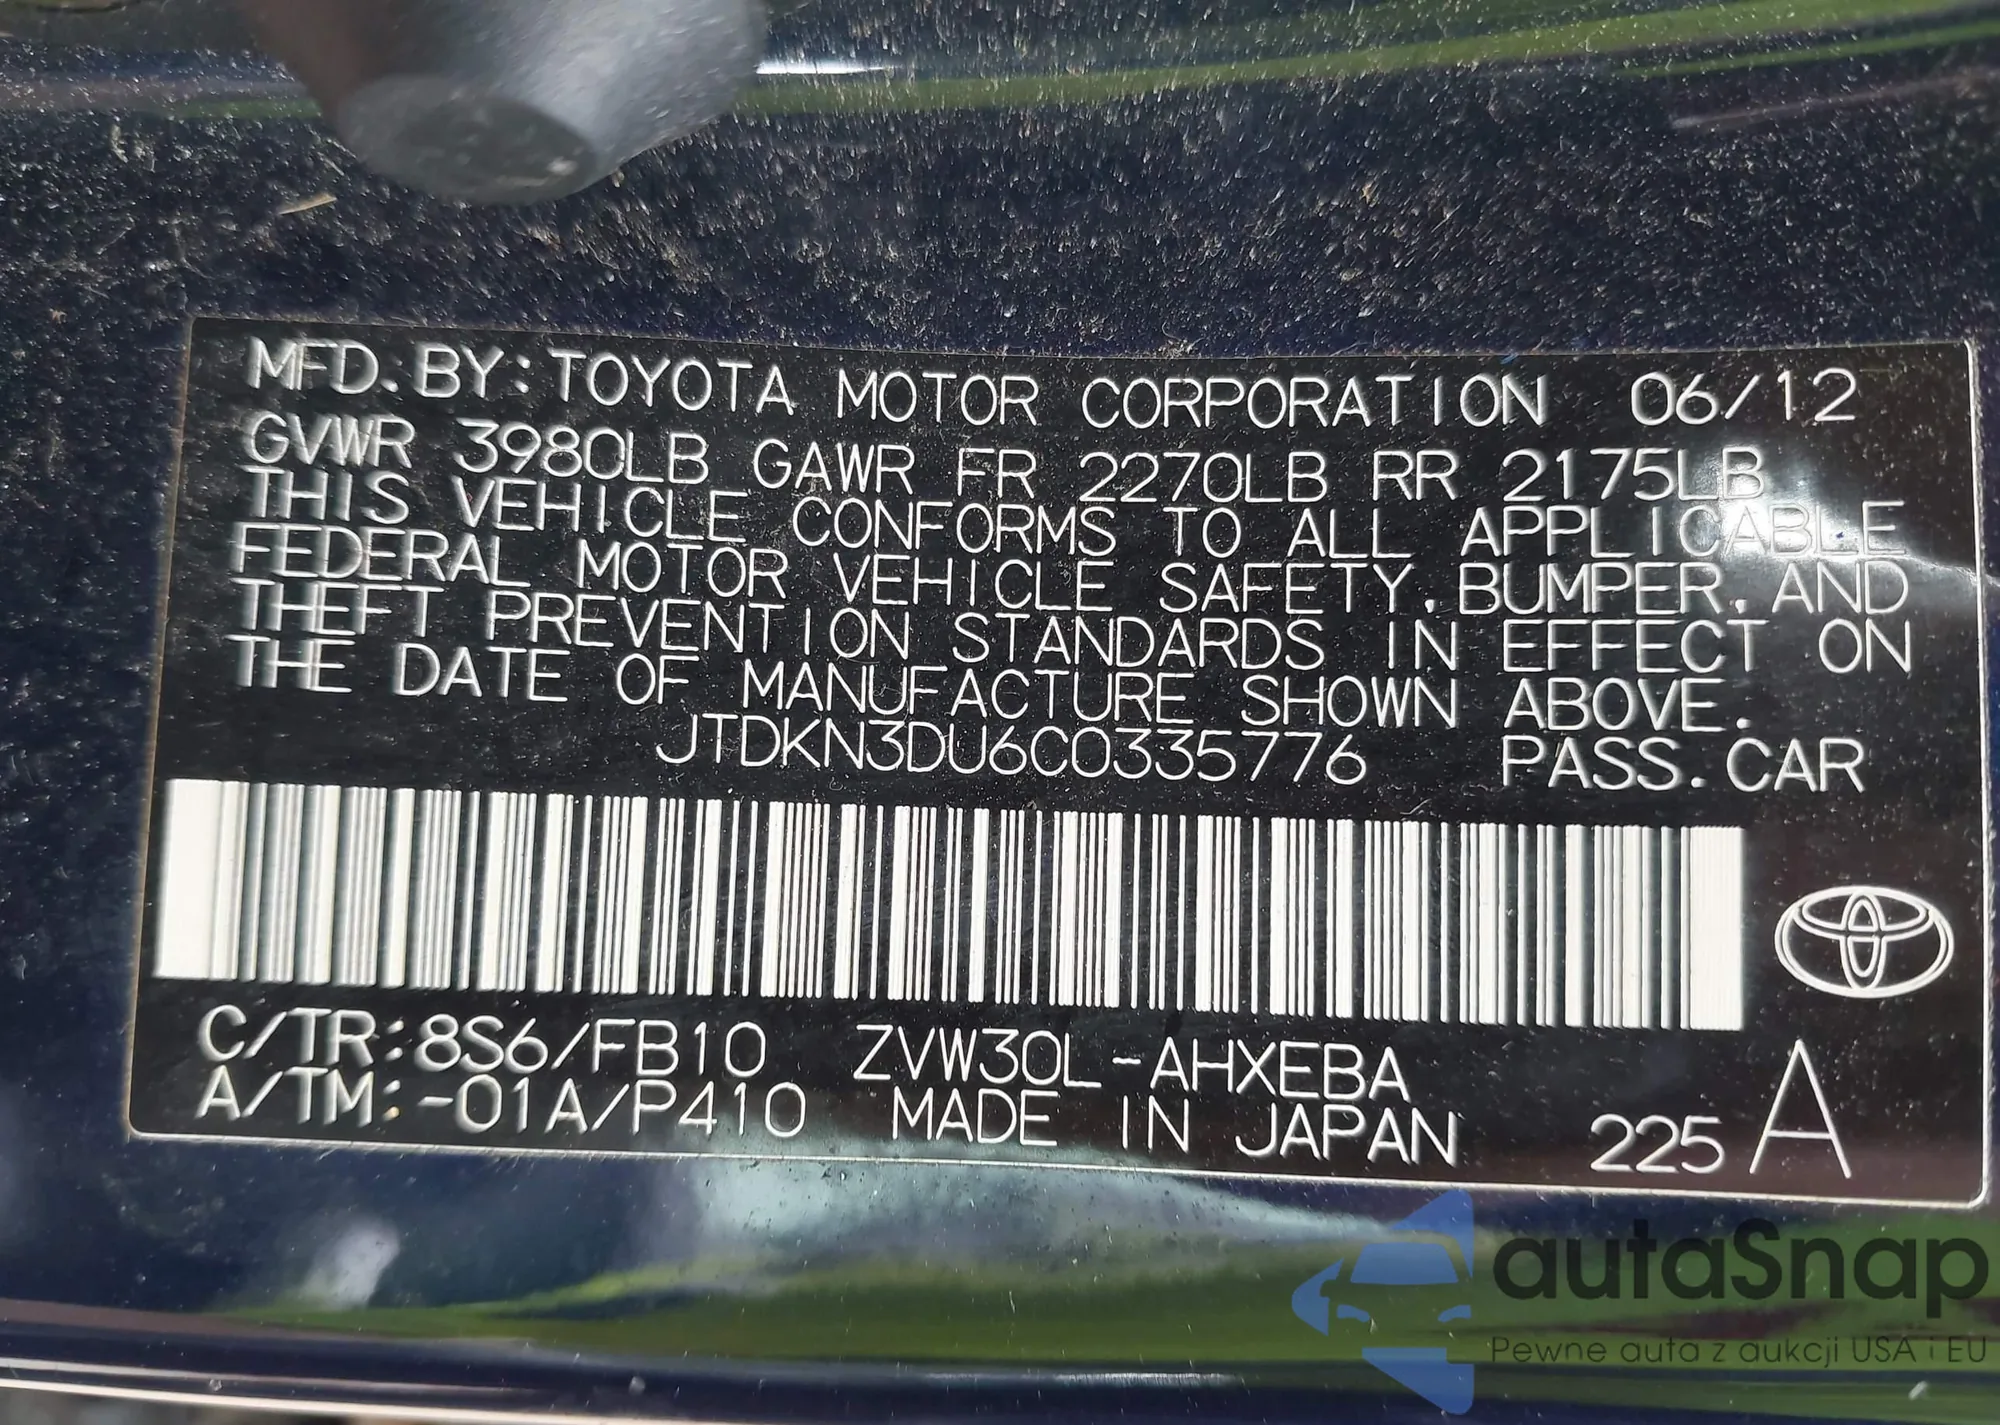 MFD. BY: TOYOTA MOTOR CORPORATION 06/12
GVWR 3980LB GAWR FR 2270LB RR 2175LB
THIS VEHICLE CONFORMS TO ALL APPLICABLE
FEDERAL MOTOR VEHICLE SAFETY, BUMPER, AND
THEFT PREVENTION STANDARDS IN EFFECT ON
THE DATE OF MANUFACTURE SHOWN ABOVE.
JTDKN3DU6C0335776 PASS. CAR
C/TR: 8S6/FB10 ZVW30L-AHXEBA
A/TM: -01A/P410 MADE IN JAPAN 225 A
autaSnap
Pewne auta z aukcji USA i EU